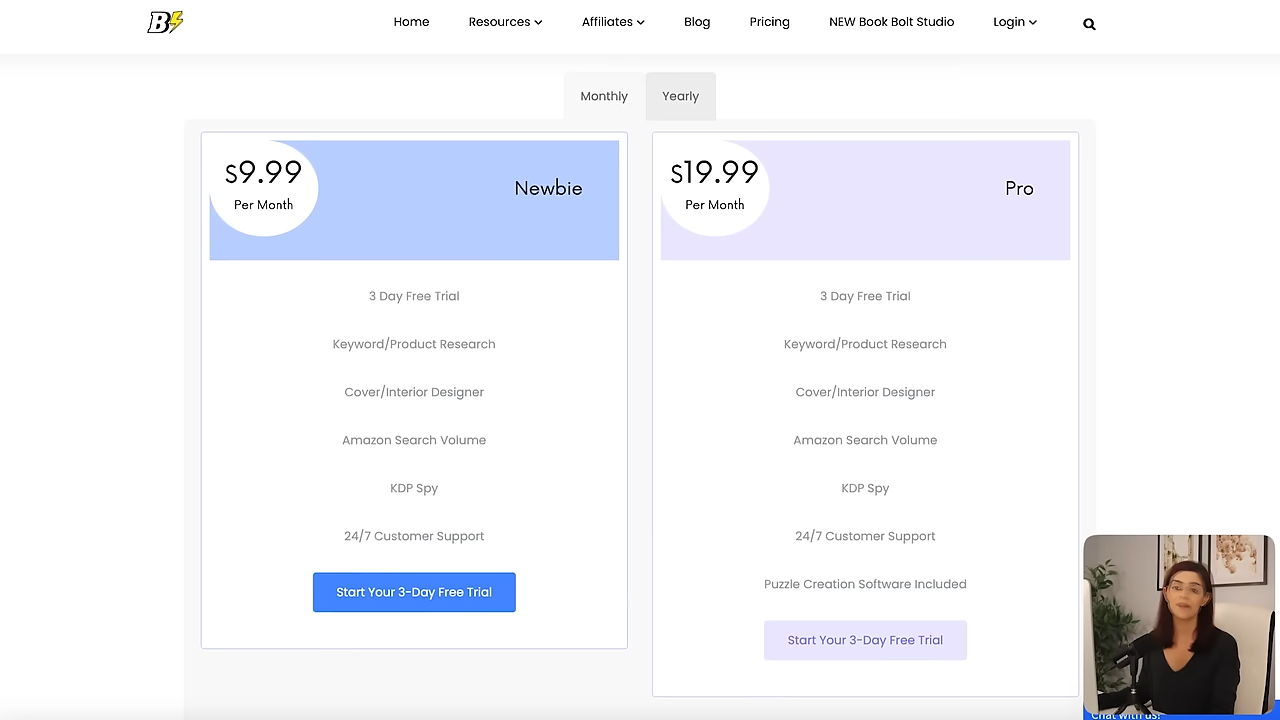 B
Home Resources Affiliates Blog Pricing NEW Book Bolt Studio Login
Monthly Yearly
$9.99
Per Month
Newbie
3 Day Free Trial
Keyword/Product Research
Cover/Interior Designer
Amazon Search Volume
KDP Spy
24/7 Customer Support
Start Your 3-Day Free Trial
$19.99
Per Month
Pro
3 Day Free Trial
Keyword/Product Research
Cover/Interior Designer
Amazon Search Volume
KDP Spy
24/7 Customer Support
Puzzle Creation Software Included
Start Your 3-Day Free Trial
Chat with us!